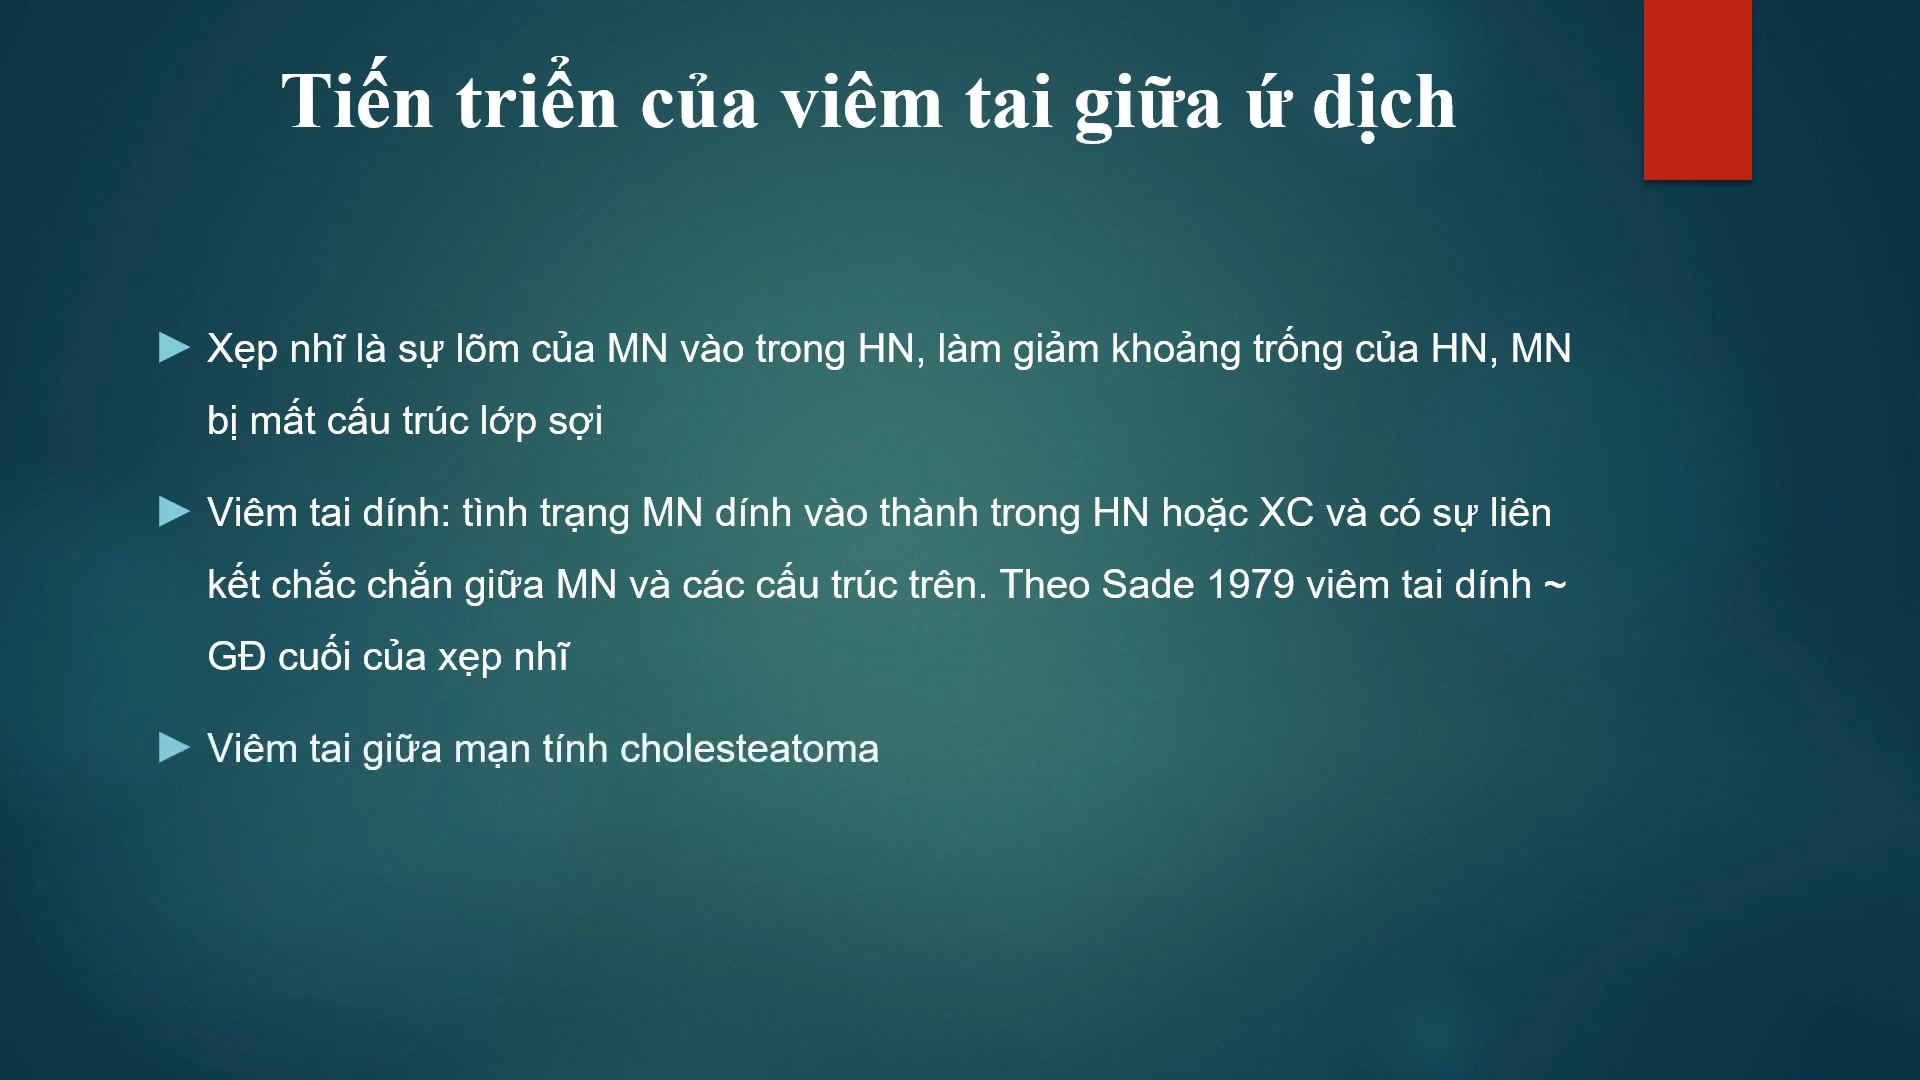 Tiến triển của viêm tai giữa ứ dịch
Xẹp nhĩ là sự lõm của MN vào trong HN, làm giảm khoảng trống của HN, MN
bị mất cấu trúc lớp sợi
Viêm tai dính: tình trạng MN dính vào thành trong HN hoặc XC và có sự liên
kết chắc chắn giữa MN và các cấu trúc trên. Theo Sade 1979 viêm tai dính ~
GĐ cuối của xẹp nhĩ
Viêm tai giữa mạn tính cholesteatoma